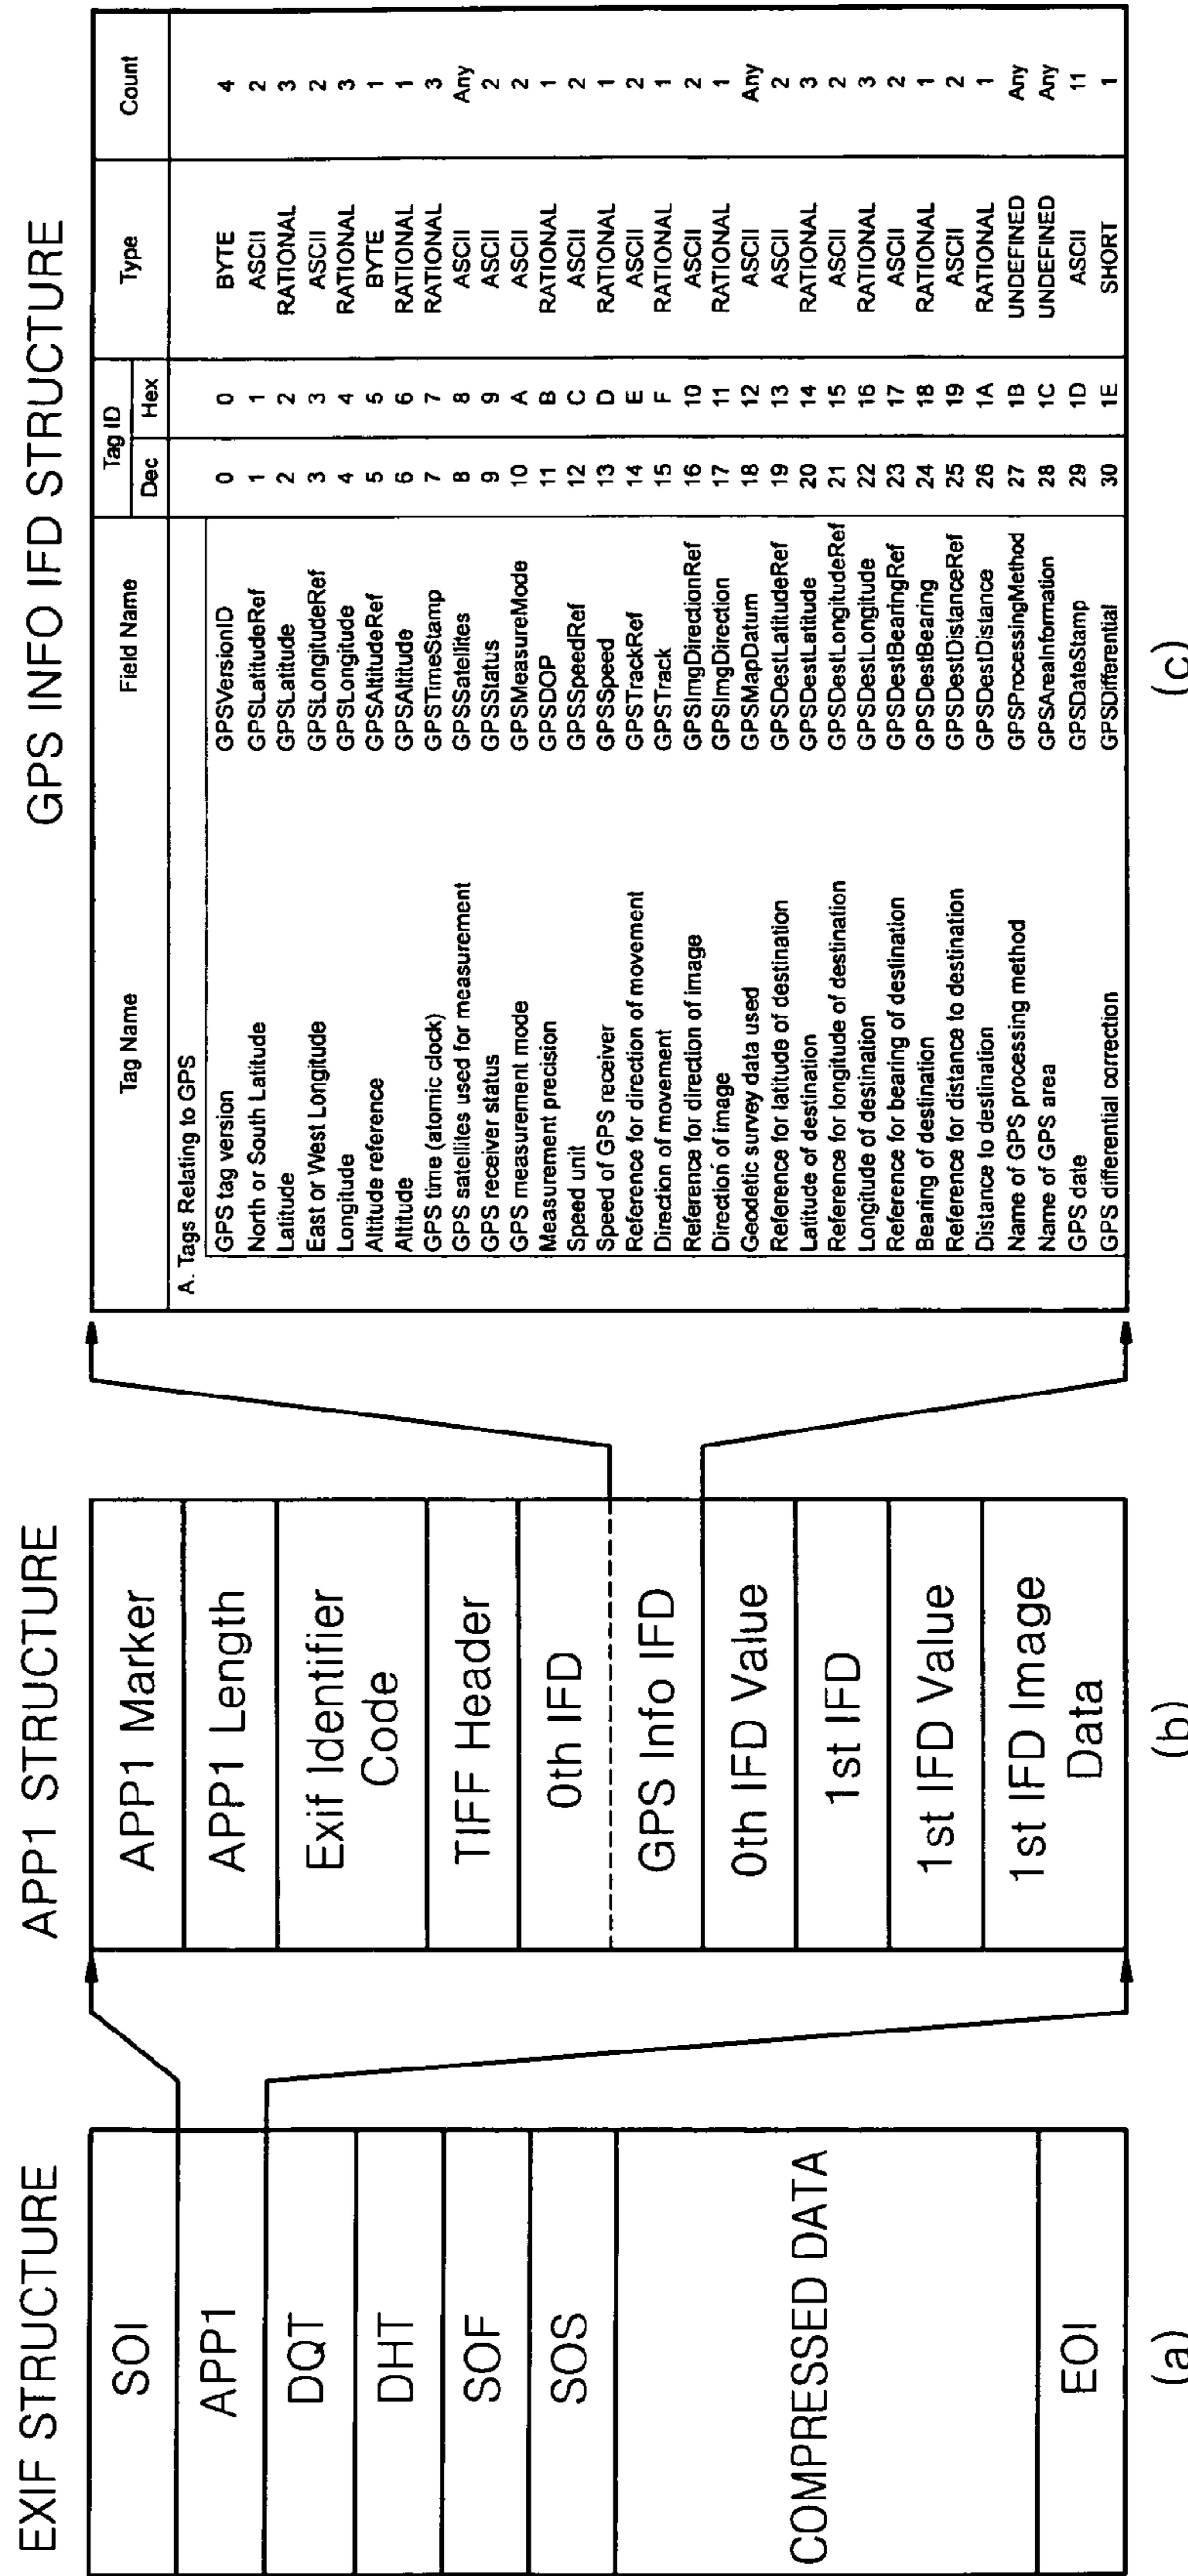 EXIF STRUCTURE
SOI
APP1
DQT
DHT
SOF
SOS
COMPRESSED DATA
EOI
(a)
APP1 STRUCTURE
APP1 Marker
APP1 Length
Exif Identifier
Code
TIFF Header
0th IFD
GPS Info IFD
0th IFD Value
1st IFD
1st IFD Value
1st IFD Image
Data
(b)
GPS INFO IFD STRUCTURE
Tag Name Field Name Tag ID Type Count
Dec Hex
A. Tags Relating to GPS
GPS tag version GPSVersionID 0 0 BYTE 4
North or South Latitude GPSLatitudeRef 1 1 ASCII 2
Latitude GPSLatitude 2 2 RATIONAL 3
East or West Longitude GPSLongitudeRef 3 3 ASCII 2
Longitude GPSLongitude 4 4 RATIONAL 3
Altitude reference GPSAltitudeRef 5 5 BYTE 1
Altitude GPSAltitude 6 6 RATIONAL 1
GPS time (atomic clock) GPSTimeStamp 7 7 RATIONAL 3
GPS satellites used for measurement GPSSatellites 8 8 ASCII Any
GPS receiver status GPSStatus 9 9 ASCII 2
GPS measurement mode GPSMeasureMode 10 A ASCII 2
Measurement precision GPSDOP 11 B RATIONAL 1
Speed unit GPSSpeedRef 12 C ASCII 2
Speed of GPS receiver GPSSpeed 13 D RATIONAL 1
Reference for direction of movement GPSTrackRef 14 E ASCII 2
Direction of movement GPSTrack 15 F RATIONAL 1
Reference for direction of image GPSImgDirectionRef 16 10 ASCII 2
Direction of image GPSImgDirection 17 11 RATIONAL 1
Geodetic survey data used GPSMapDatum 18 12 ASCII Any
Reference for latitude of destination GPSDestLatitudeRef 19 13 ASCII 2
Latitude of destination GPSDestLatitude 20 14 RATIONAL 3
Reference for longitude of destination GPSDestLongitudeRef 21 15 ASCII 2
Longitude of destination GPSDestLongitude 22 16 RATIONAL 3
Reference for bearing of destination GPSDestBearingRef 23 17 ASCII 2
Bearing of destination GPSDestBearing 24 18 RATIONAL 1
Reference for distance to destination GPSDestDistanceRef 25 19 ASCII 2
Distance to destination GPSDestDistance 26 1A RATIONAL 1
Name of GPS processing method GPSProcessingMethod 27 1B UNDEFINED Any
Name of GPS area GPSAreaInformation 28 1C UNDEFINED Any
GPS date GPSDateStamp 29 1D ASCII 11
GPS differential correction GPSDifferential 30 1E SHORT 1
(c)